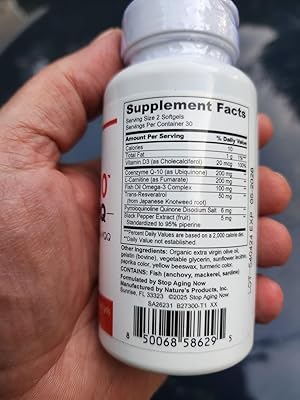 Supplement Facts
Serving Size 2 Softgels
Servings Per Container 30
Amount Per Serving % Daily Value
Calories 10
Total Fat 1 g
Vitamin D3 (as Cholecalciferol) 20 mcg 100%
Coenzyme Q-10 (as Ubiquinone) 200 mg
L-Carnitine (as Fumarate) 200 mg
Fish Oil Omega-3 Complex 100 mg
Trans-Resveratrol 50 mg
(from Japanese Knotweed root)
Pyrroloquinoline Quinone Disodium Salt 6 mg
Black Pepper Extract (fruit) 5 mg
Standardized to 95% piperine
*Percent Daily Values are based on a 2,000 calorie diet.
Daily Value not established.
Other Ingredients: Organic extra virgin olive oil,
gelatin (bovine), vegetable glycerin, sunflower lecithin,
paprika color, yellow beeswax, turmeric color.
CONTAINS: Fish (anchovy, mackerel, sardine)
Formulated by Stop Aging Now
Manufactured by Nature's Products, Inc.
Sunrise, FL 33323 ©2025 Stop Aging Now
SA26231 B27300-T1 XX
8 50068 58629 5